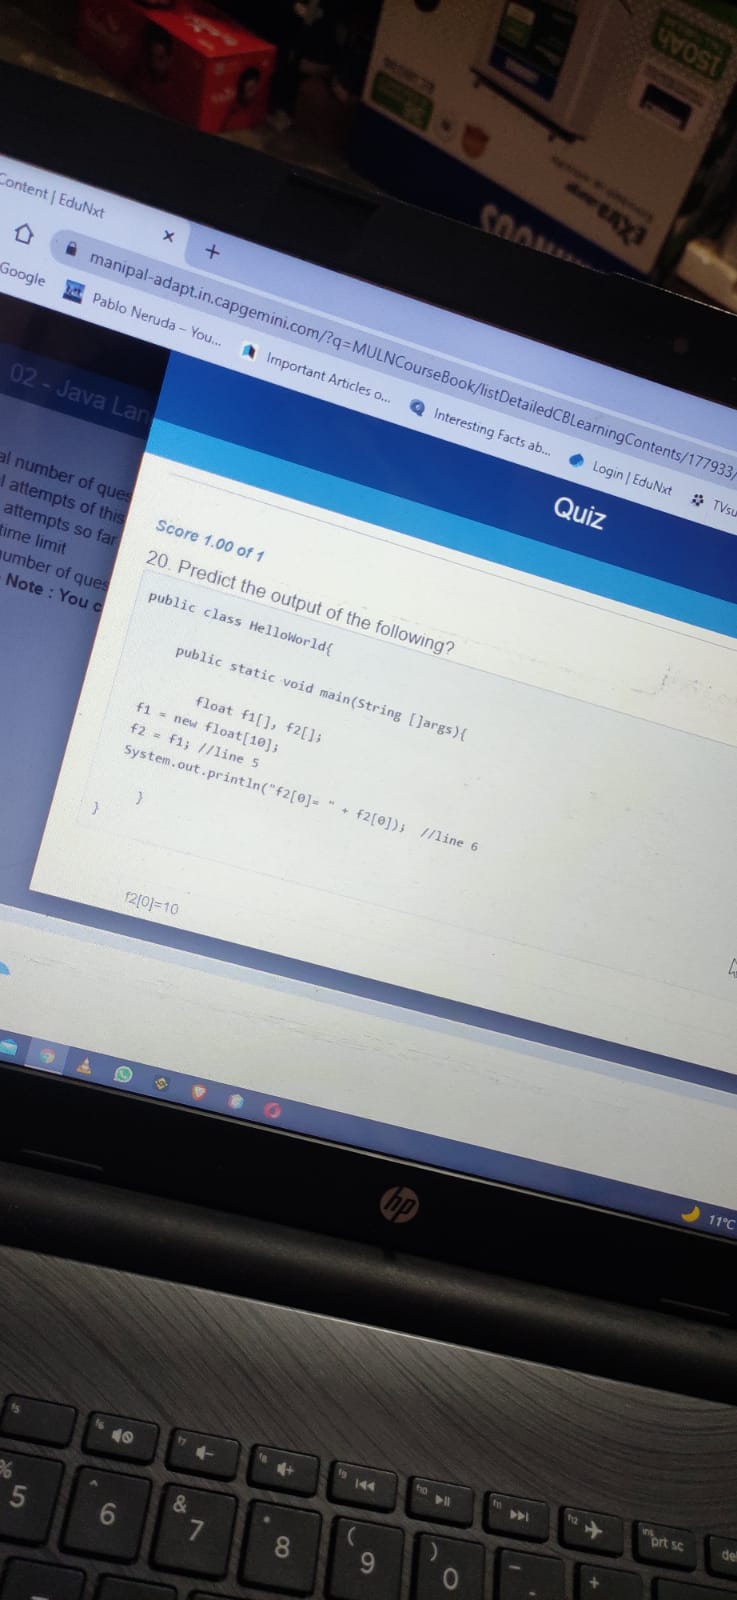 150Ah
Content | EduNxt
manipal-adapt.in.capgemini.com/?q=MULNCourseBook/listDetailedCBLearningContents/177933/
Google
Pablo Neruda – You...
Important Articles o...
Interesting Facts ab...
Login | EduNxt
TVsu
02 - Java Lan
al number of ques
l attempts of this
attempts so far
time limit
number of ques
Note : You c
Quiz
Score 1.00 of 1
20. Predict the output of the following?
public class HelloWorld{
public static void main(String []args){
float f1[], f2[];
f1 = new float[10];
f2 = f1; //line 5
System.out.println("f2[0]= " + f2[0]); //line 6
}
}
f2[0]=10
11°C
hp
f5
f6
f7
f8
f9
f10
f11
f12
ins
prt sc
de
%
5
^
6
&
7
*
8
(
9
)
0
-
+